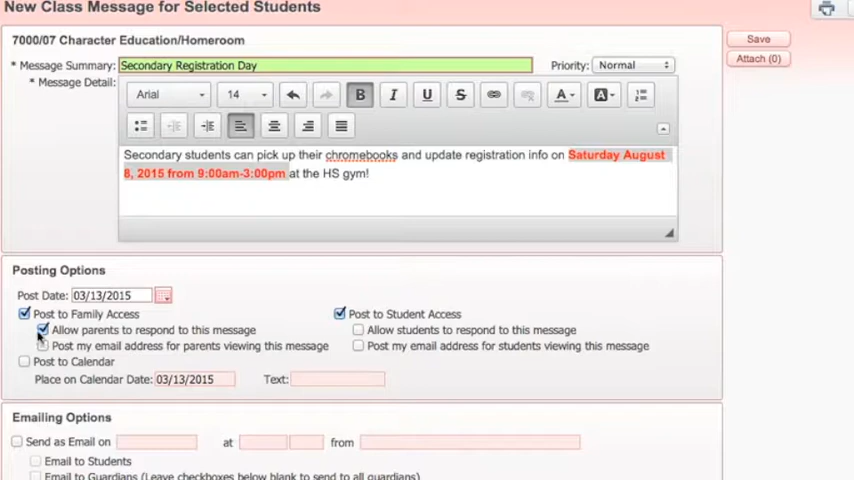 New Class Message for Selected Students
7000/07 Character Education/Homeroom
Save
* Message Summary: Secondary Registration Day Priority: Normal
Attach (0)
* Message Detail:
Arial 14 B I U S A A
Secondary students can pick up their chromebooks and update registration info on Saturday August
8, 2015 from 9:00am-3:00pm at the HS gym!
Posting Options
Post Date: 03/13/2015
Post to Family Access Post to Student Access
Allow parents to respond to this message Allow students to respond to this message
Post my email address for parents viewing this message Post my email address for students viewing this message
Post to Calendar
Place on Calendar Date: 03/13/2015 Text:
Emailing Options
Send as Email on at from
Email to Students
Email to Guardians (Leave checkboxes below blank to send to all guardians)